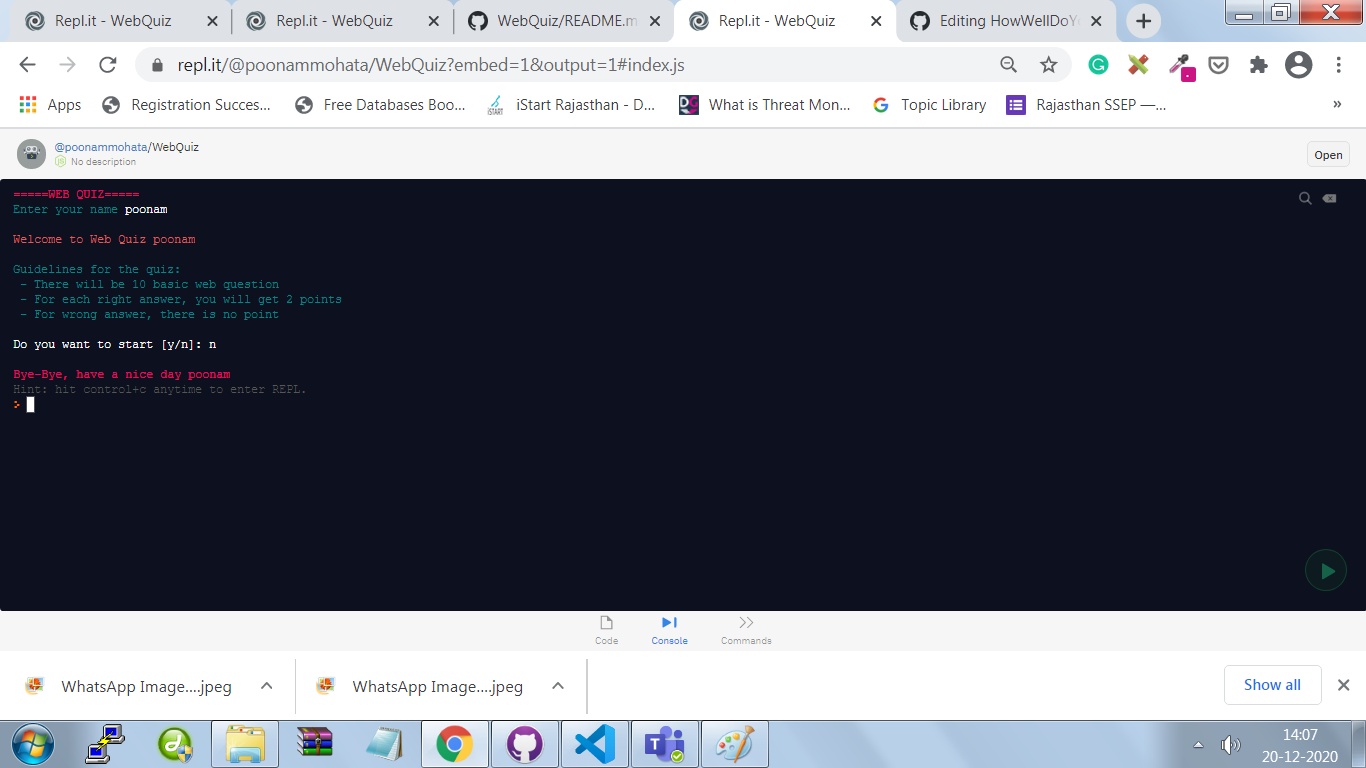 Repl.it - WebQuiz
Repl.it - WebQuiz
WebQuiz/README.m
Repl.it - WebQuiz
Editing HowWellDoYo
repl.it/@poonammohata/WebQuiz?embed=1&output=1#index.js
Apps
Registration Succes...
Free Databases Boo...
iStart Rajasthan - D...
What is Threat Mon...
Topic Library
Rajasthan SSEP —...
»
@poonammohata/WebQuiz
No description
Open
=====WEB QUIZ=====
Enter your name poonam
Welcome to Web Quiz poonam
Guidelines for the quiz:
- There will be 10 basic web question
- For each right answer, you will get 2 points
- For wrong answer, there is no point
Do you want to start [y/n]: n
Bye-Bye, have a nice day poonam
Hint: hit control+c anytime to enter REPL.
>
Code
Console
Commands
WhatsApp Image....jpeg
WhatsApp Image....jpeg
Show all
14:07
20-12-2020